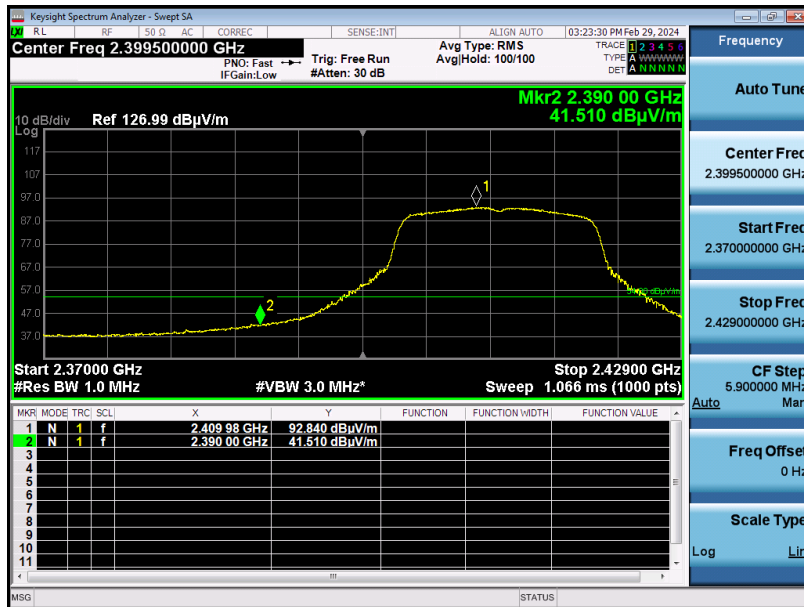 Keysight Spectrum Analyzer - Swept SA
LXI RL RF 50 Ω AC CORREC SENSE:INT ALIGN AUTO 03:23:30 PM Feb 29, 2024
Center Freq 2.399500000 GHz
PNO: Fast
IFGain:Low
Trig: Free Run
#Atten: 30 dB
Avg Type: RMS
Avg|Hold: 100/100
TRACE 1 2 3 4 5 6
TYPE A WWWWW
DET A N N N N N
Mkr2 2.390 00 GHz
41.510 dBµV/m
10 dB/div Ref 126.99 dBµV/m
Log
117
107
97.0
87.0
77.0
67.0
57.0
47.0
37.0
1
2
Start 2.37000 GHz Stop 2.42900 GHz
#Res BW 1.0 MHz #VBW 3.0 MHz* Sweep 1.066 ms (1000 pts)
MKR MODE TRC SCL X Y FUNCTION FUNCTION WIDTH FUNCTION VALUE
1 N 1 f 2.409 98 GHz 92.840 dBµV/m
2 N 1 f 2.390 00 GHz 41.510 dBµV/m
3
4
5
6
7
8
9
10
11
MSG STATUS
Frequency
Auto Tune
Center Freq
2.399500000 GHz
Start Freq
2.370000000 GHz
Stop Freq
2.429000000 GHz
CF Step
5.900000 MHz
Auto Man
Freq Offset
0 Hz
Scale Type
Log Lin